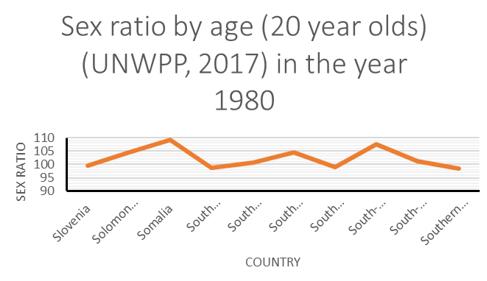 Sex ratio by age (20 year olds)
(UNWPP, 2017) in the year
1980
110
105
100
95
90
SEX RATIO
Slovenia
Solomon...
Somalia
South...
South...
South...
South...
South-...
South-...
Southern...
COUNTRY